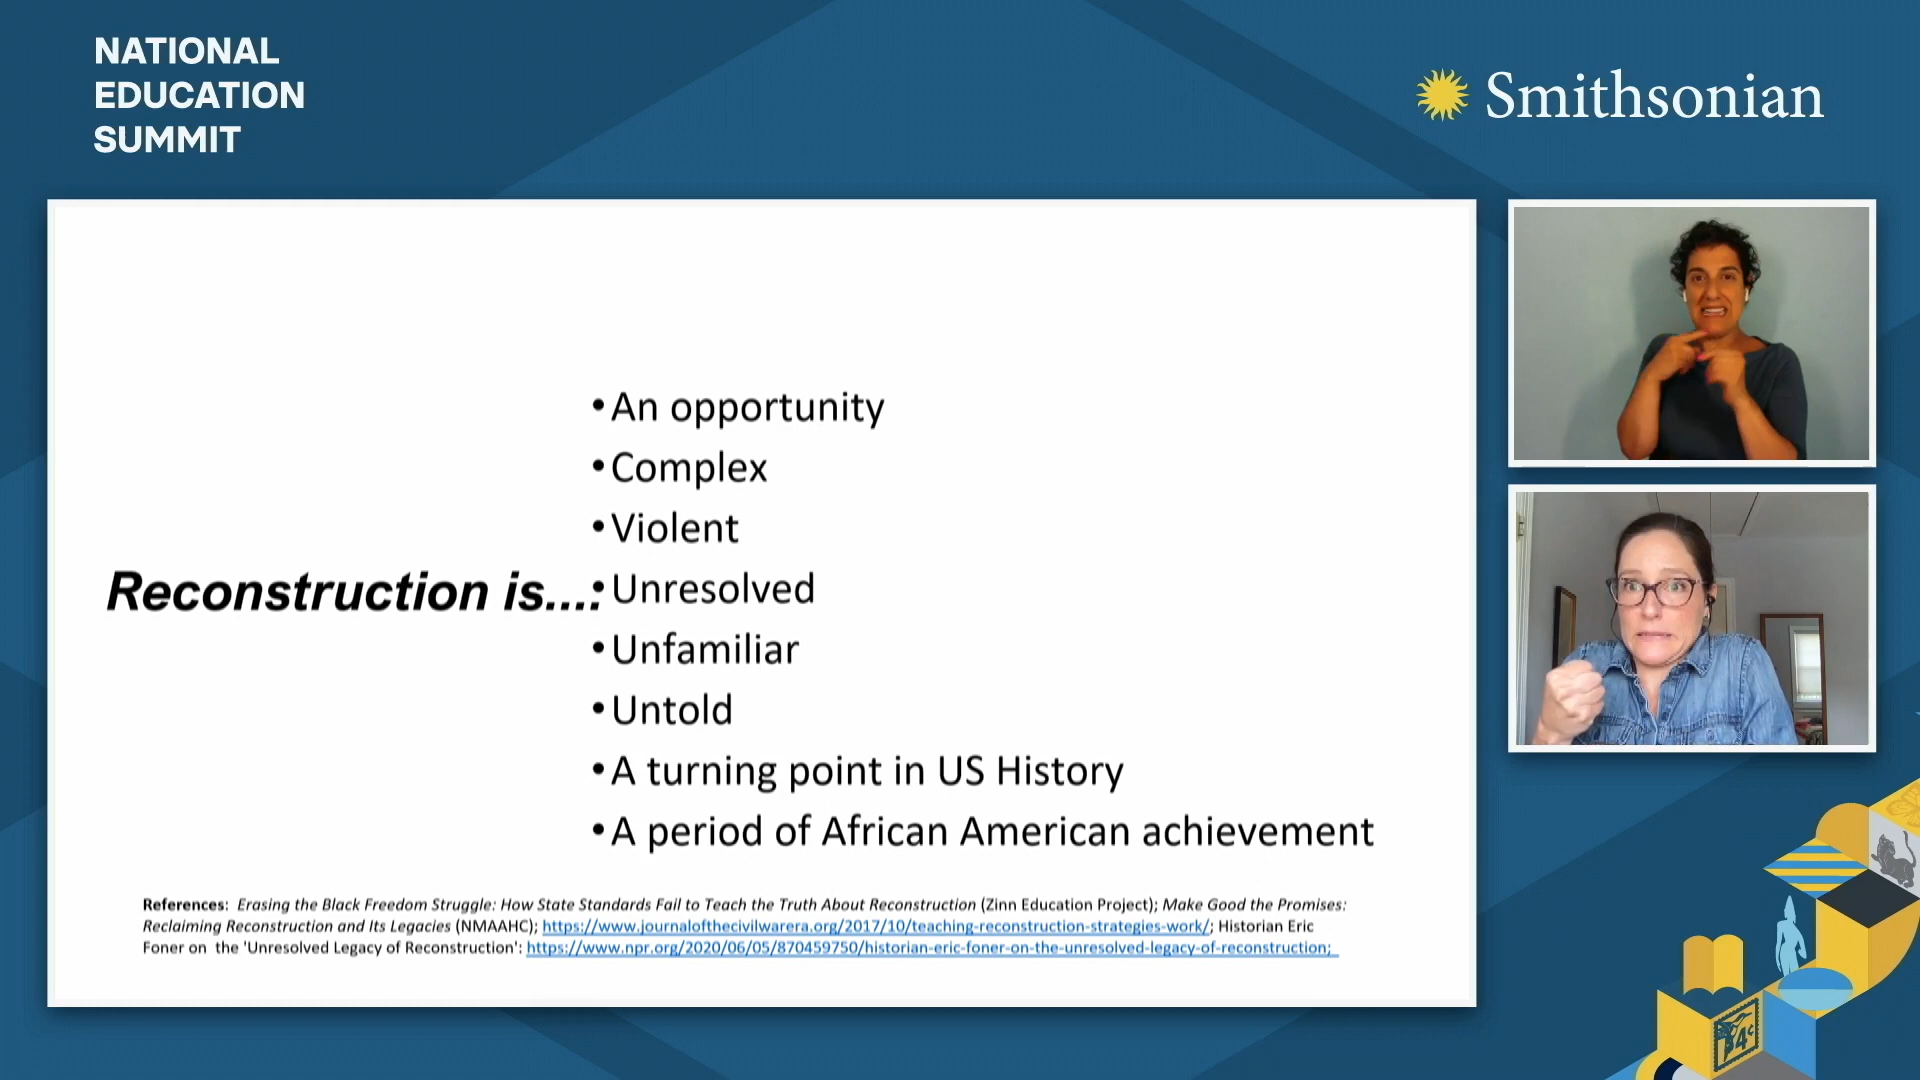 NATIONAL
EDUCATION
SUMMIT
Smithsonian
Reconstruction is...:
•An opportunity
•Complex
•Violent
•Unresolved
•Unfamiliar
•Untold
•A turning point in US History
•A period of African American achievement
References: Erasing the Black Freedom Struggle: How State Standards Fail to Teach the Truth About Reconstruction (Zinn Education Project); Make Good the Promises:
Reclaiming Reconstruction and Its Legacies (NMAAHC); https://www.journalofthecivilwarera.org/2017/10/teaching-reconstruction-strategies-work/; Historian Eric
Foner on the 'Unresolved Legacy of Reconstruction': https://www.npr.org/2020/06/05/870459750/historian-eric-foner-on-the-unresolved-legacy-of-reconstruction;
4¢